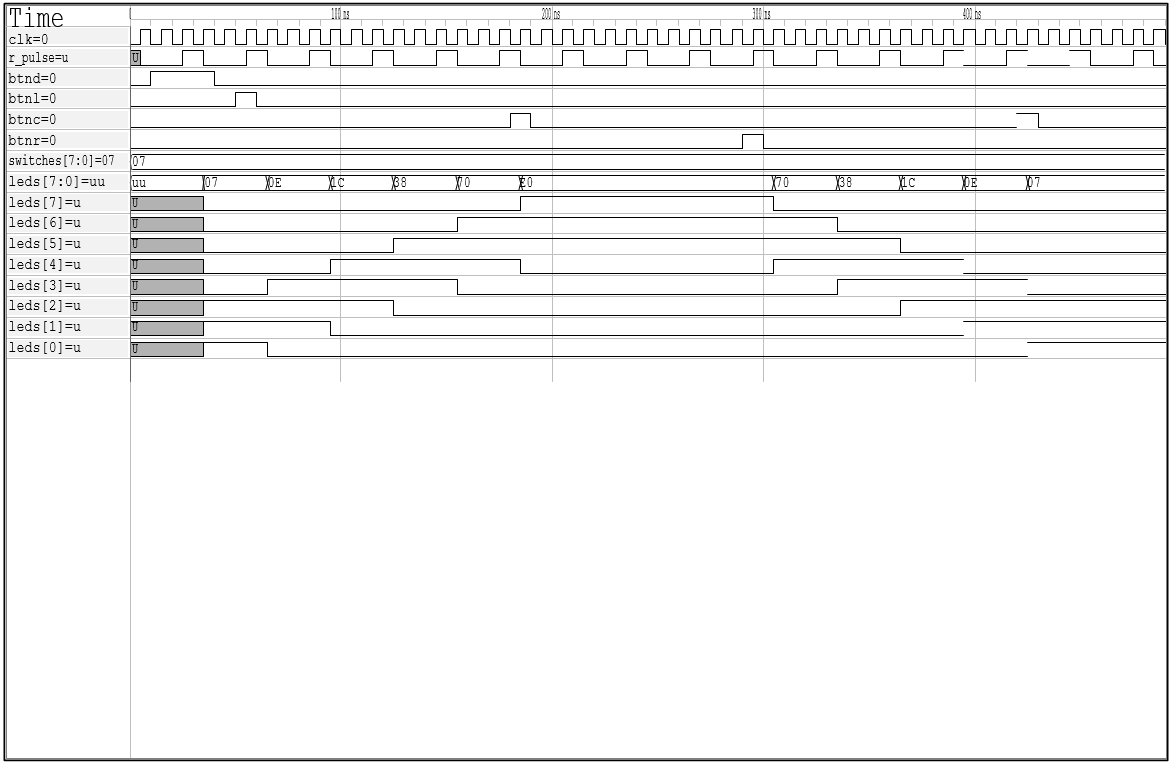 Time 100 ns 200 ns 300 ns 400 ns
clk=0
r_pulse=u U
btnd=0
btnl=0
btnc=0
btnr=0
switches[7:0]=07 07
leds[7:0]=uu uu 07 0E 1C 38 70 E0 70 38 1C 0E 07
leds[7]=u U
leds[6]=u U
leds[5]=u U
leds[4]=u U
leds[3]=u U
leds[2]=u U
leds[1]=u U
leds[0]=u U